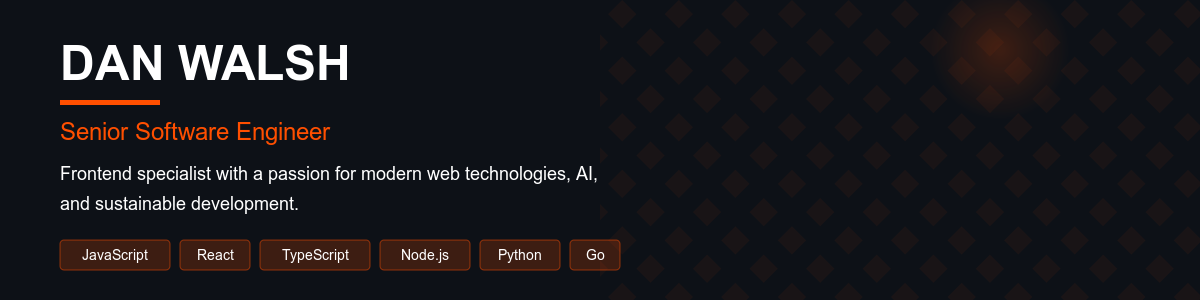 DAN WALSH
Senior Software Engineer
Frontend specialist with a passion for modern web technologies, AI,
and sustainable development.
JavaScript React TypeScript Node.js Python Go